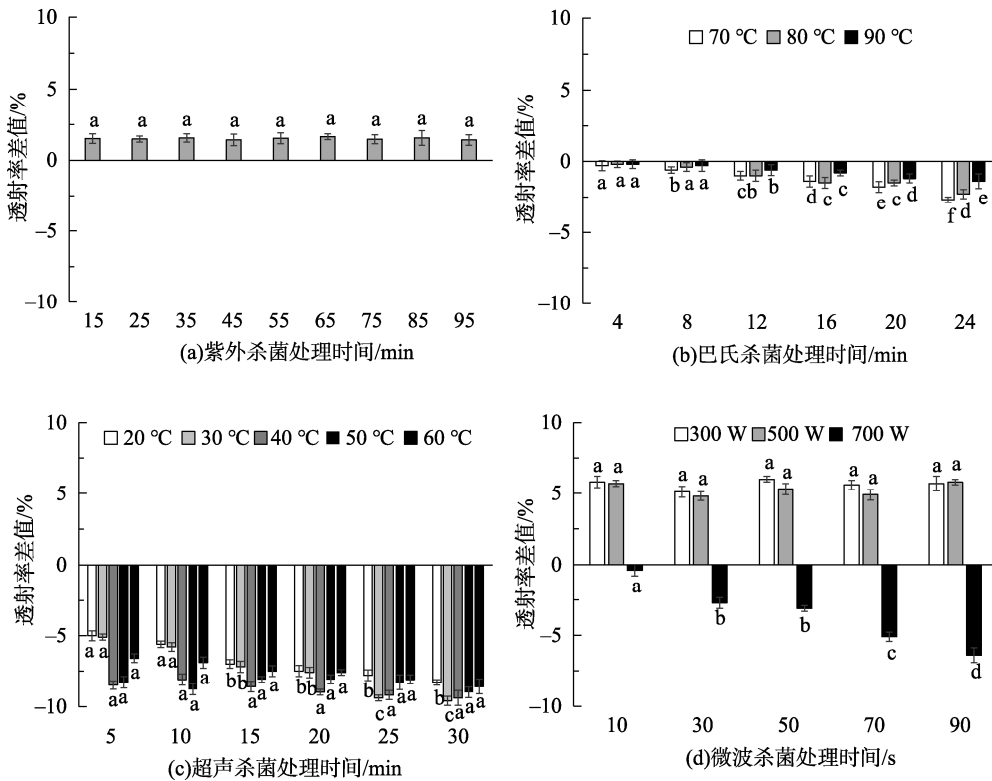 10
5
0
–5
–10
透射率差值/%
a a a a a a a a a
15 25 35 45 55 65 75 85 95
(a)紫外杀菌处理时间/min
10
5
0
–5
–10
透射率差值/%
70 ℃ 80 ℃ 90 ℃
a a a b a a c b b d c c e c d f d e
4 8 12 16 20 24
(b)巴氏杀菌处理时间/min
10
5
0
–5
–10
透射率差值/%
20 ℃ 30 ℃ 40 ℃ 50 ℃ 60 ℃
a a a a a a a a a a b b a a a b b a a a b c a a a b c a a a
5 10 15 20 25 30
(c)超声杀菌处理时间/min
10
5
0
–5
–10
透射率差值/%
300 W 500 W 700 W
a a a a a a a a a a
a b b c d
10 30 50 70 90
(d)微波杀菌处理时间/s